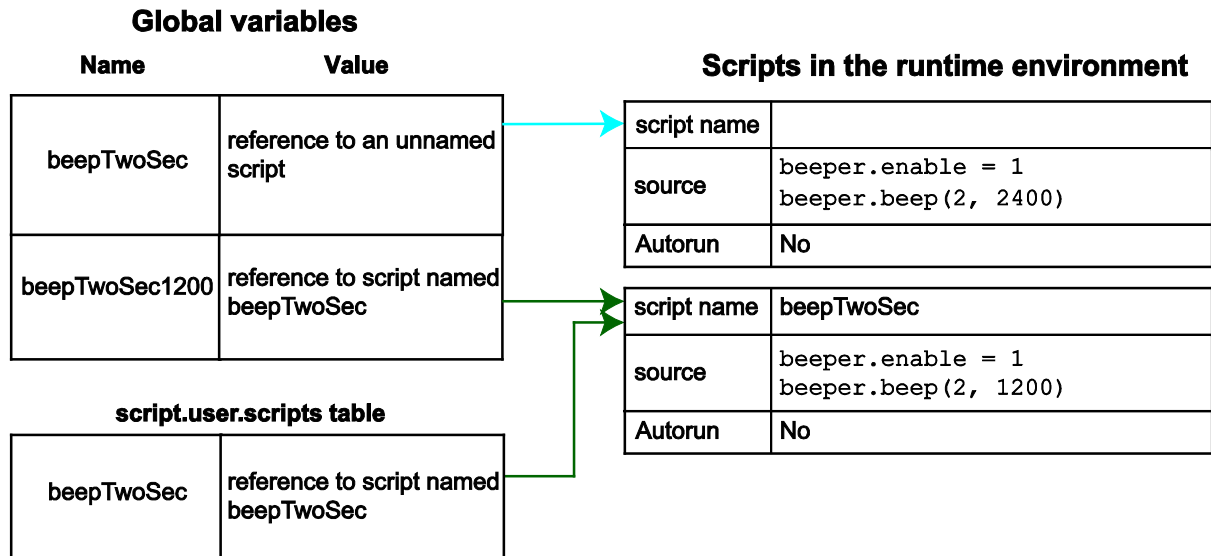 Global variables
Name Value
beepTwoSec
reference to an unnamed
script
beepTwoSec1200
reference to script named
beepTwoSec
script.user.scripts table
beepTwoSec
reference to script named
beepTwoSec
Scripts in the runtime environment
script name
source
beeper.enable = 1
beeper.beep(2, 2400)
Autorun No
script name beepTwoSec
source
beeper.enable = 1
beeper.beep(2, 1200)
Autorun No